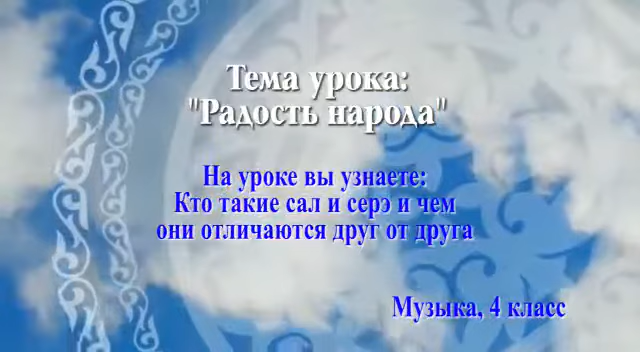 Тема урока:
"Радость народа"
На уроке вы узнаете:
Кто такие сал и серэ и чем
они отличаются друг от друга
Музыка, 4 класс